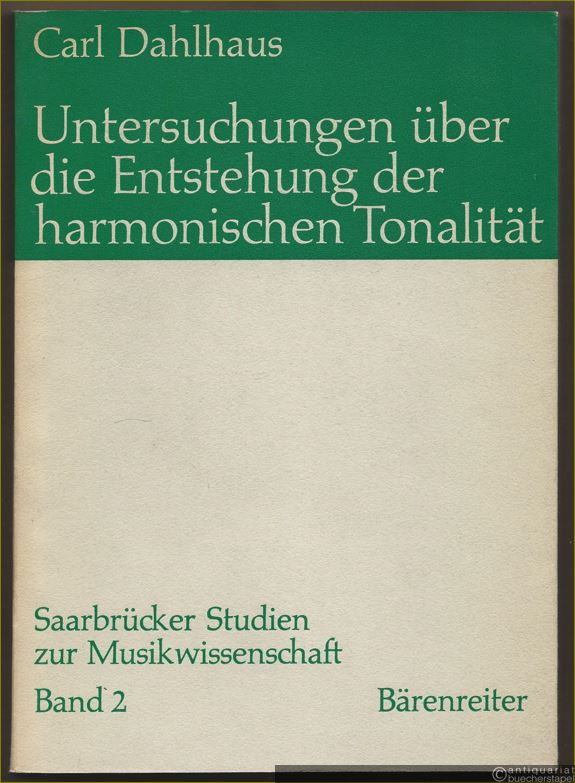 Carl Dahlhaus
Untersuchungen über
die Entstehung der
harmonischen Tonalität
Saarbrücker Studien
zur Musikwissenschaft
Band 2 Bärenreiter
©antiquariat
buecherstapel